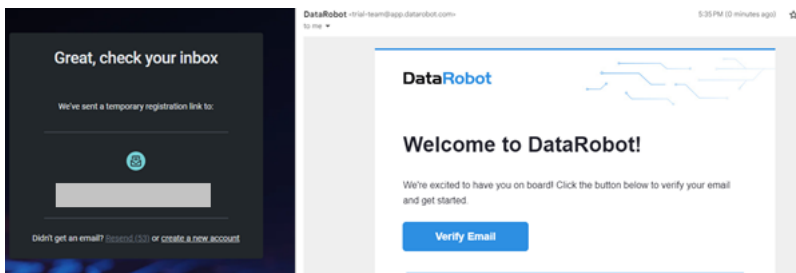 Great, check your inbox
We've sent a temporary registration link to:
Didn't get an email? Resend (53) or create a new account
DataRobot <trial-team@app.datarobot.com>
to me
5:35 PM (0 minutes ago)
DataRobot
Welcome to DataRobot!
We're excited to have you on board! Click the button below to verify your email
and get started.
Verify Email